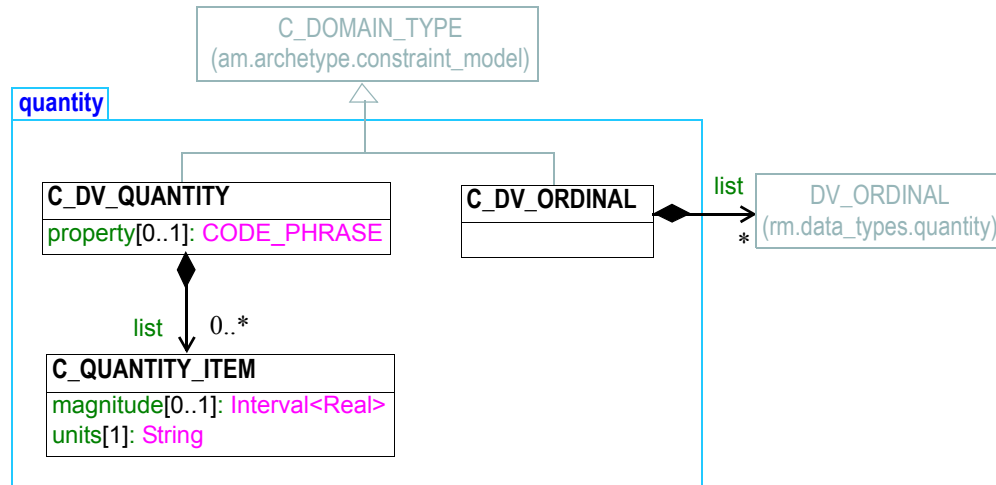 C_DOMAIN_TYPE
(am.archetype.constraint_model)
quantity
C_DV_QUANTITY
property[0..1]: CODE_PHRASE
C_DV_ORDINAL
list
*
DV_ORDINAL
(rm.data_types.quantity)
list
0..*
C_QUANTITY_ITEM
magnitude[0..1]: Interval<Real>
units[1]: String